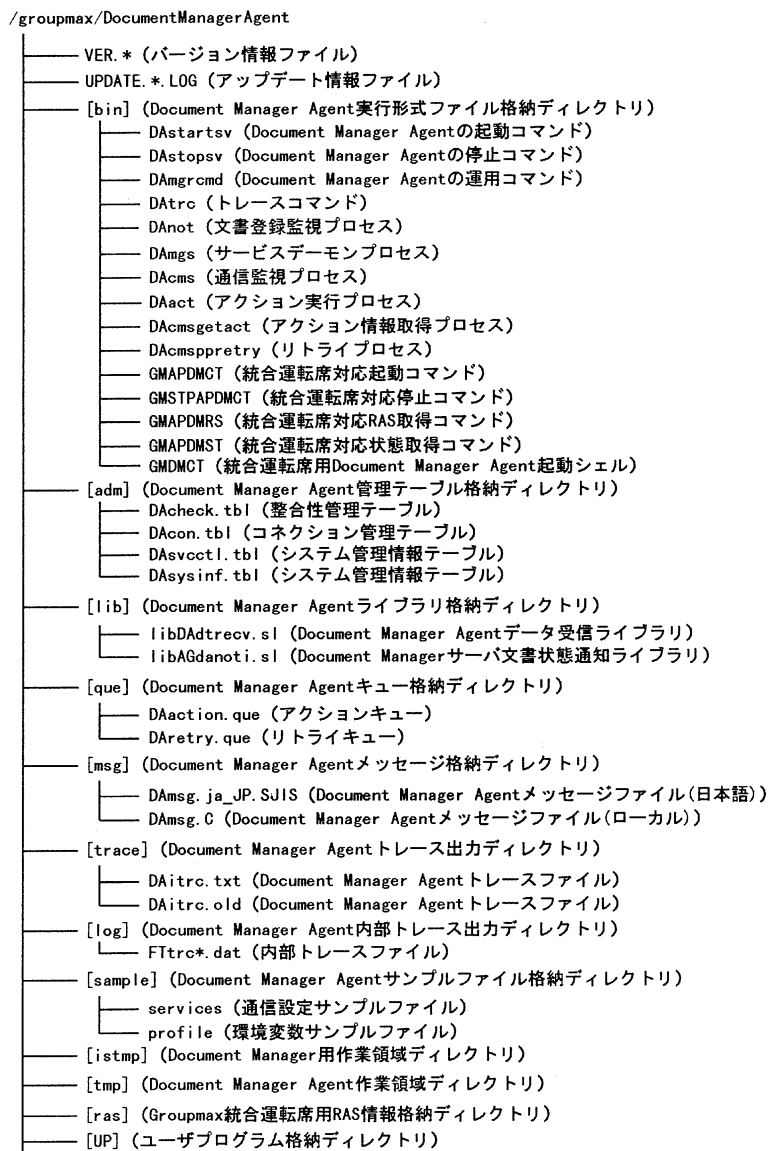 /groupmax/DocumentManagerAgent
VER.* (バージョン情報ファイル)
UPDATE.*.LOG (アップデート情報ファイル)
[bin] (Document Manager Agent実行形式ファイル格納ディレクトリ)
DAstartsv (Document Manager Agentの起動コマンド)
DAstopsv (Document Manager Agentの停止コマンド)
DAmgrcmd (Document Manager Agentの運用コマンド)
DAtrc (トレースコマンド)
DAnot (文書登録監視プロセス)
DAmgs (サービスデーモンプロセス)
DAcms (通信監視プロセス)
DAact (アクション実行プロセス)
DAcmsgetact (アクション情報取得プロセス)
DAcmsppretry (リトライプロセス)
GMAPDMCT (統合運転席対応起動コマンド)
GMSTPAPDMCT (統合運転席対応停止コマンド)
GMAPDMRS (統合運転席対応RAS取得コマンド)
GMAPDMST (統合運転席対応状態取得コマンド)
GMDMCT (統合運転席用Document Manager Agent起動シェル)
[adm] (Document Manager Agent管理テーブル格納ディレクトリ)
DAcheck.tbl (整合性管理テーブル)
DAcon.tbl (コネクション管理テーブル)
DAsvcctl.tbl (システム管理情報テーブル)
DAsysinf.tbl (システム管理情報テーブル)
[lib] (Document Manager Agentライブラリ格納ディレクトリ)
libDAdtrecv.sl (Document Manager Agentデータ受信ライブラリ)
libAGdanoti.sl (Document Managerサーバ文書状態通知ライブラリ)
[que] (Document Manager Agentキュー格納ディレクトリ)
DAaction.que (アクションキュー)
DAretry.que (リトライキュー)
[msg] (Document Manager Agentメッセージ格納ディレクトリ)
DAmsg.ja_JP.SJIS (Document Manager Agentメッセージファイル(日本語))
DAmsg.C (Document Manager Agentメッセージファイル(ローカル))
[trace] (Document Manager Agentトレース出力ディレクトリ)
DAitrc.txt (Document Manager Agentトレースファイル)
DAitrc.old (Document Manager Agentトレースファイル)
[log] (Document Manager Agent内部トレース出力ディレクトリ)
FTtrc*.dat (内部トレースファイル)
[sample] (Document Manager Agentサンプルファイル格納ディレクトリ)
services (通信設定サンプルファイル)
profile (環境変数サンプルファイル)
[istmp] (Document Manager用作業領域ディレクトリ)
[tmp] (Document Manager Agent作業領域ディレクトリ)
[ras] (Groupmax統合運転席用RAS情報格納ディレクトリ)
[UP] (ユーザプログラム格納ディレクトリ)